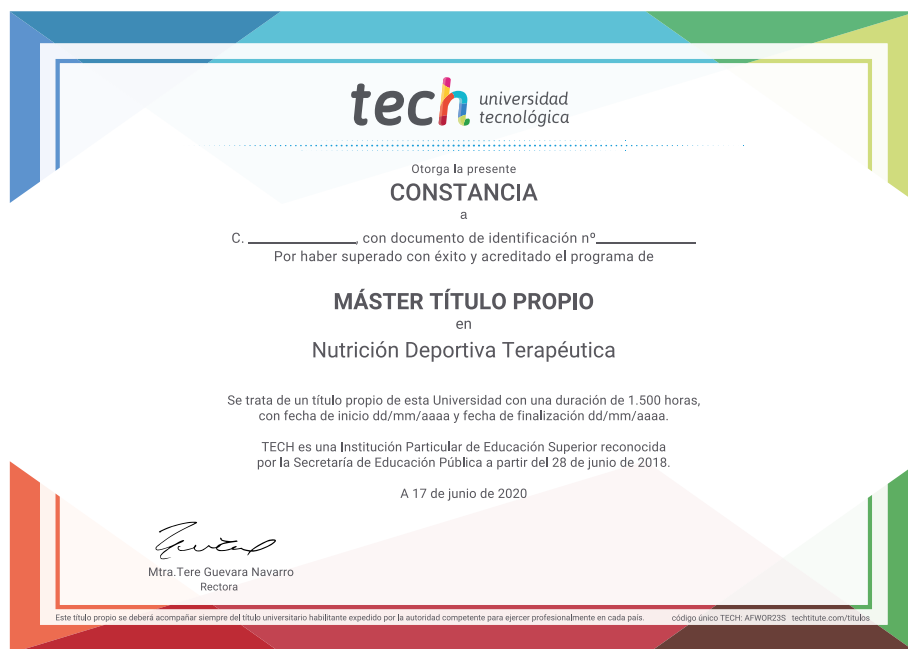 tech universidad
tecnológica
Otorga la presente
CONSTANCIA
a
C. ____________, con documento de identificación nº____________
Por haber superado con éxito y acreditado el programa de
MÁSTER TÍTULO PROPIO
en
Nutrición Deportiva Terapéutica
Se trata de un título propio de esta Universidad con una duración de 1.500 horas,
con fecha de inicio dd/mm/aaaa y fecha de finalización dd/mm/aaaa.
TECH es una Institución Particular de Educación Superior reconocida
por la Secretaría de Educación Pública a partir del 28 de junio de 2018.
A 17 de junio de 2020
Mtra.Tere Guevara Navarro
Rectora
Este título propio se deberá acompañar siempre del título universitario habilitante expedido por la autoridad competente para ejercer profesionalmente en cada país. código único TECH: AFWOR23S techtitute.com/titulos